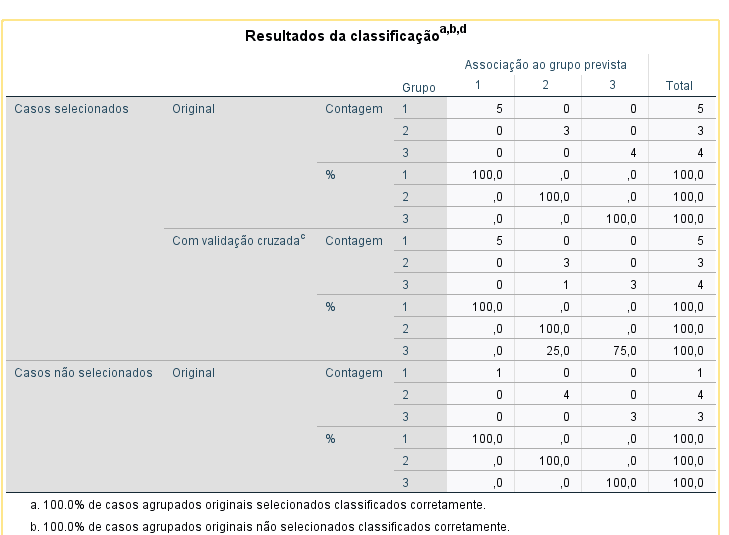 Resultados da classificação a,b,d
Associação ao grupo prevista
Grupo 1 2 3 Total
Casos selecionados Original Contagem 1 5 0 0 5
2 0 3 0 3
3 0 0 4 4
% 1 100,0 ,0 ,0 100,0
2 ,0 100,0 ,0 100,0
3 ,0 ,0 100,0 100,0
Com validação cruzada c Contagem 1 5 0 0 5
2 0 3 0 3
3 0 1 3 4
% 1 100,0 ,0 ,0 100,0
2 ,0 100,0 ,0 100,0
3 ,0 25,0 75,0 100,0
Casos não selecionados Original Contagem 1 1 0 0 1
2 0 4 0 4
3 0 0 3 3
% 1 100,0 ,0 ,0 100,0
2 ,0 100,0 ,0 100,0
3 ,0 ,0 100,0 100,0
a. 100.0% de casos agrupados originais selecionados classificados corretamente.
b. 100.0% de casos agrupados originais não selecionados classificados corretamente.